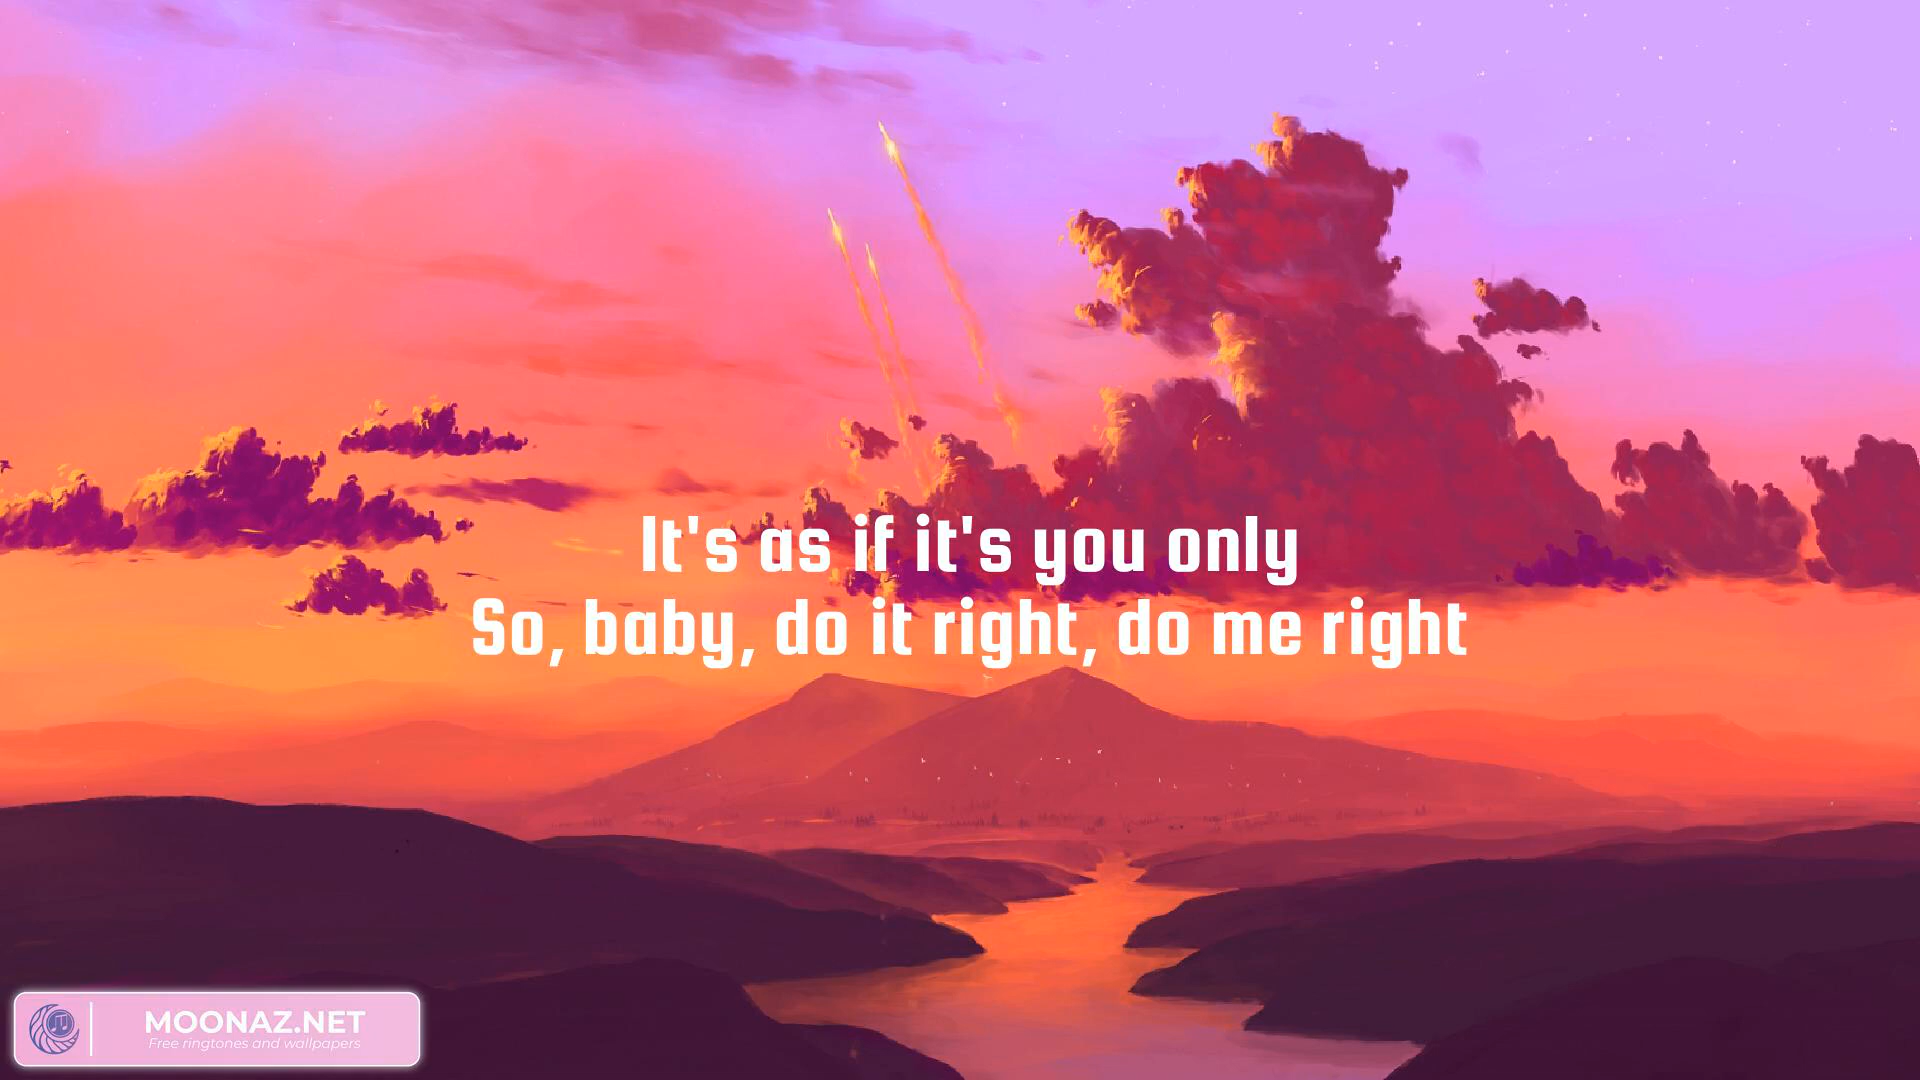 It's as if it's you only
So, baby, do it right, do me right
MOONAZ.NET
Free ringtones and wallpapers